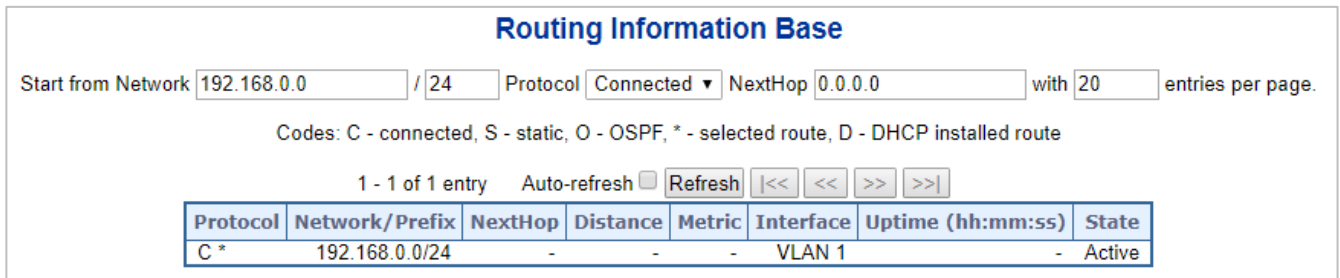 Routing Information Base
Start from Network 192.168.0.0 / 24 Protocol Connected NextHop 0.0.0.0 with 20 entries per page.
Codes: C - connected, S - static, O - OSPF, * - selected route, D - DHCP installed route
1 - 1 of 1 entry Auto-refresh Refresh |<< << >> >>|
Protocol Network/Prefix NextHop Distance Metric Interface Uptime (hh:mm:ss) State
C * 192.168.0.0/24 - - - VLAN 1 - Active